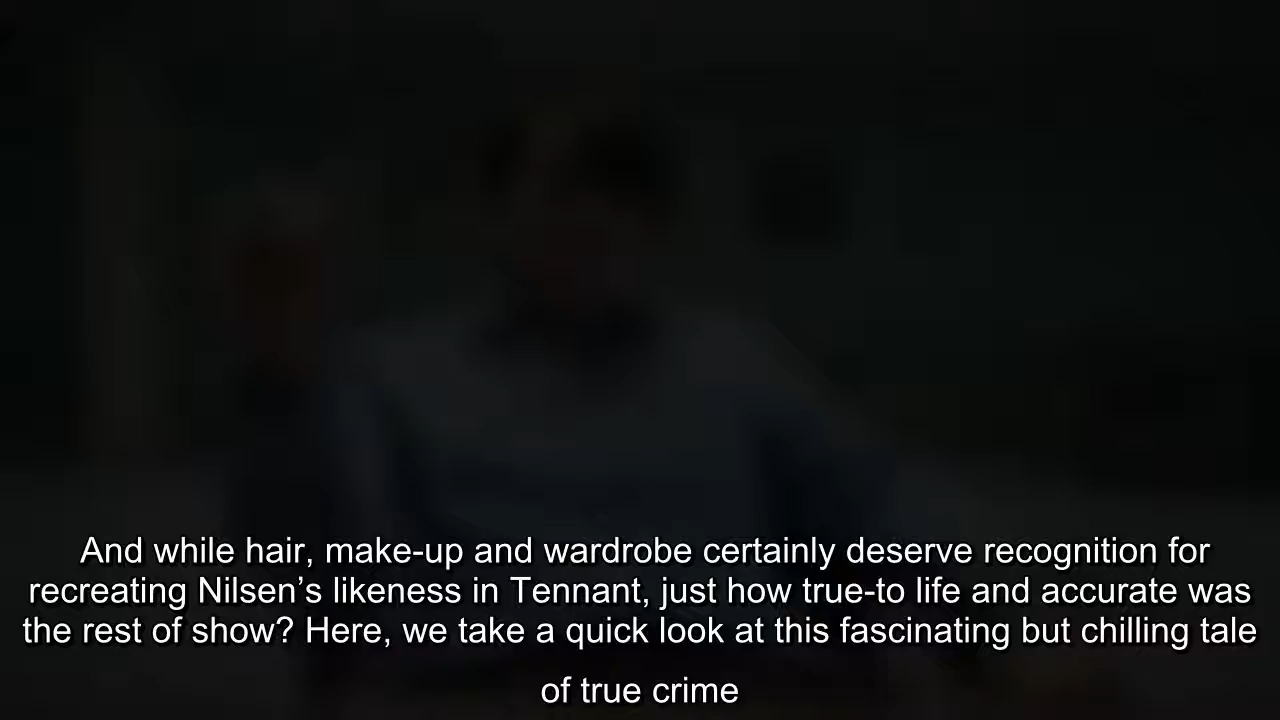 And while hair, make-up and wardrobe certainly deserve recognition for
recreating Nilsen’s likeness in Tennant, just how true-to life and accurate was
the rest of show? Here, we take a quick look at this fascinating but chilling tale
of true crime